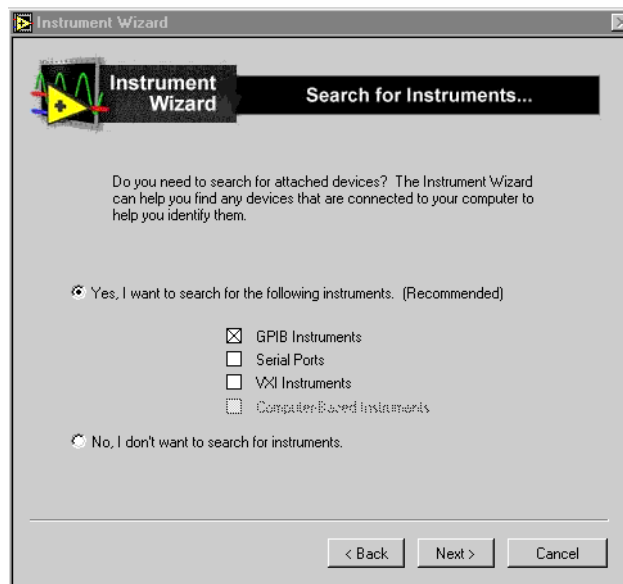 Instrument Wizard
Instrument
Wizard
Search for Instruments...
Do you need to search for attached devices? The Instrument Wizard
can help you find any devices that are connected to your computer to
help you identify them.
Yes, I want to search for the following instruments. (Recommended)
GPIB Instruments
Serial Ports
VXI Instruments
Computer-Based Instruments
No, I don't want to search for instruments.
< Back
Next >
Cancel